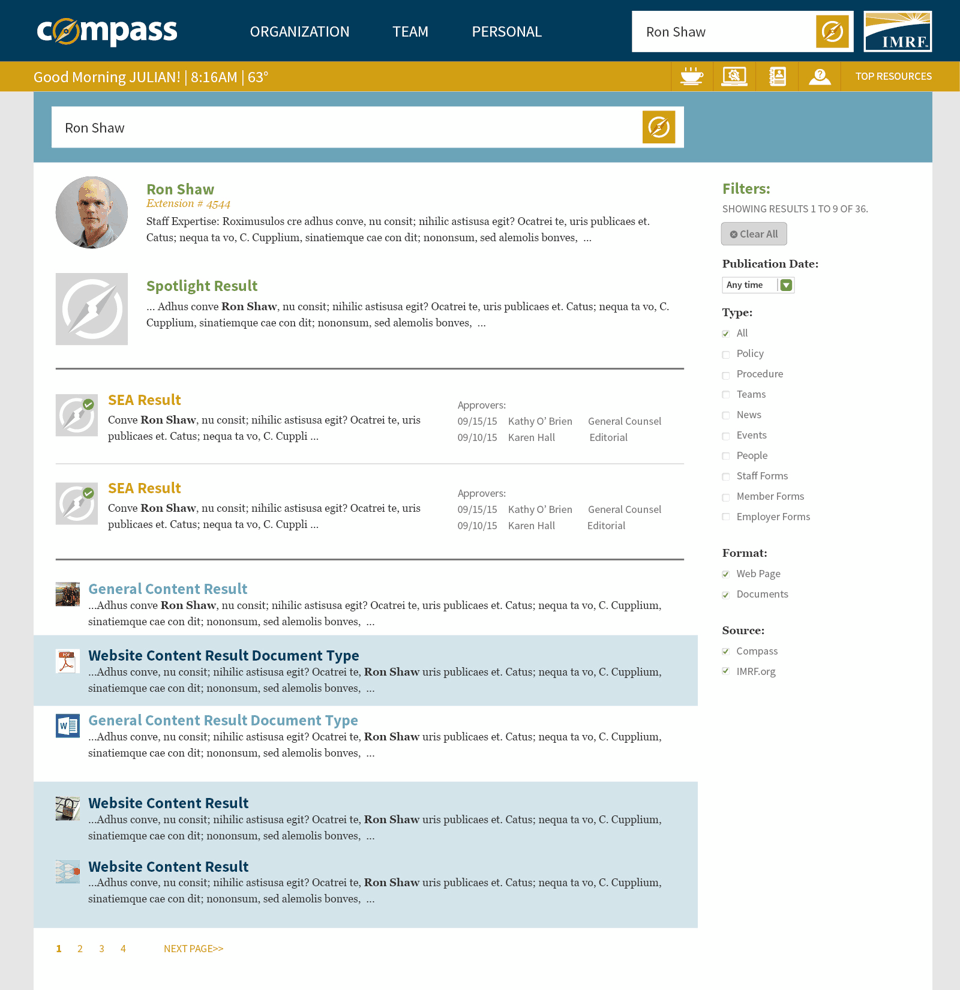 compass
ORGANIZATION TEAM PERSONAL
Ron Shaw
IMRF.
Good Morning JULIAN! | 8:16AM | 63°
TOP RESOURCES
Ron Shaw
Ron Shaw
Extension # 4544
Staff Expertise: Roximusulos cre adhus conve, nu consit; nihilic astisusa egit? Ocatrei te, uris publicaes et.
Catus; nequa ta vo, C. Cupplium, sinatiemque cae con dit; nononsum, sed alemolis bonves, ...
Spotlight Result
... Adhus conve Ron Shaw, nu consit; nihilic astisusa egit? Ocatrei te, uris publicaes et. Catus; nequa ta vo, C.
Cupplium, sinatiemque cae con dit; nononsum, sed alemolis bonves, ...
SEA Result
Conve Ron Shaw, nu consit; nihilic astisusa egit? Ocatrei te, uris
publicaes et. Catus; nequa ta vo, C. Cuppli ...
Approvers:
09/15/15 Kathy O' Brien General Counsel
09/10/15 Karen Hall Editorial
SEA Result
Conve Ron Shaw, nu consit; nihilic astisusa egit? Ocatrei te, uris
publicaes et. Catus; nequa ta vo, C. Cuppli ...
Approvers:
09/15/15 Kathy O' Brien General Counsel
09/10/15 Karen Hall Editorial
General Content Result
...Adhus conve Ron Shaw, nu consit; nihilic astisusa egit? Ocatrei te, uris publicaes et. Catus; nequa ta vo, C. Cupplium,
sinatiemque cae con dit; nononsum, sed alemolis bonves, ...
PDF
Website Content Result Document Type
...Adhus conve, nu consit; nihilic astisusa egit? Ocatrei te, Ron Shaw uris publicaes et. Catus; nequa ta vo, C. Cupplium,
sinatiemque cae con dit; nononsum, sed alemolis bonves, ...
W
General Content Result Document Type
...Adhus conve, nu consit; nihilic astisusa egit? Ocatrei te, Ron Shaw uris publicaes et. Catus; nequa ta vo, C. Cupplium,
sinatiemque cae con dit; nononsum, sed alemolis bonves, ...
Website Content Result
...Adhus conve, nu consit; nihilic astisusa egit? Ocatrei te, Ron Shaw uris publicaes et. Catus; nequa ta vo, C. Cupplium,
sinatiemque cae con dit; nononsum, sed alemolis bonves, ...
Website Content Result
...Adhus conve, nu consit; nihilic astisusa egit? Ocatrei te, Ron Shaw uris publicaes et. Catus; nequa ta vo, C. Cupplium,
sinatiemque cae con dit; nononsum, sed alemolis bonves, ...
1 2 3 4 NEXT PAGE>>
Filters:
SHOWING RESULTS 1 TO 9 OF 36.
Clear All
Publication Date:
Any time
Type:
All
Policy
Procedure
Teams
News
Events
People
Staff Forms
Member Forms
Employer Forms
Format:
Web Page
Documents
Source:
Compass
IMRF.org